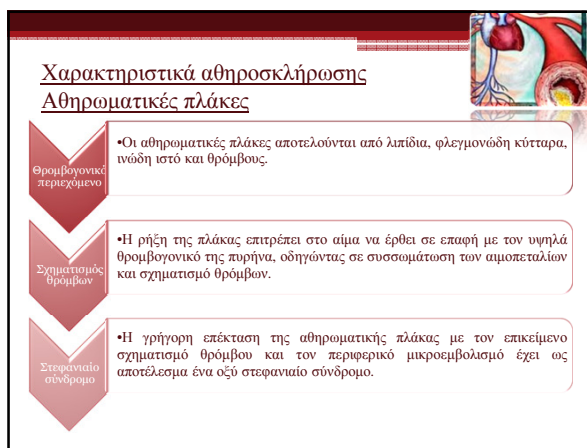 Χαρακτηριστικά αθηροσκλήρωσης
Αθηρωματικές πλάκες
Θρομβογονικό
περιεχόμενο
•Οι αθηρωματικές πλάκες αποτελούνται από λιπίδια, φλεγμονώδη κύτταρα,
ινώδη ιστό και θρόμβους.
Σχηματισμός
θρόμβων
•Η ρήξη της πλάκας επιτρέπει στο αίμα να έρθει σε επαφή με τον υψηλά
θρομβογονικό της πυρήνα, οδηγώντας σε συσσωμάτωση των αιμοπεταλίων
και σχηματισμό θρόμβων.
Στεφανιαίο
σύνδρομο
•Η γρήγορη επέκταση της αθηρωματικής πλάκας με τον επικείμενο
σχηματισμό θρόμβου και τον περιφερικό μικροεμβολισμό έχει ως
αποτέλεσμα ένα οξύ στεφανιαίο σύνδρομο.